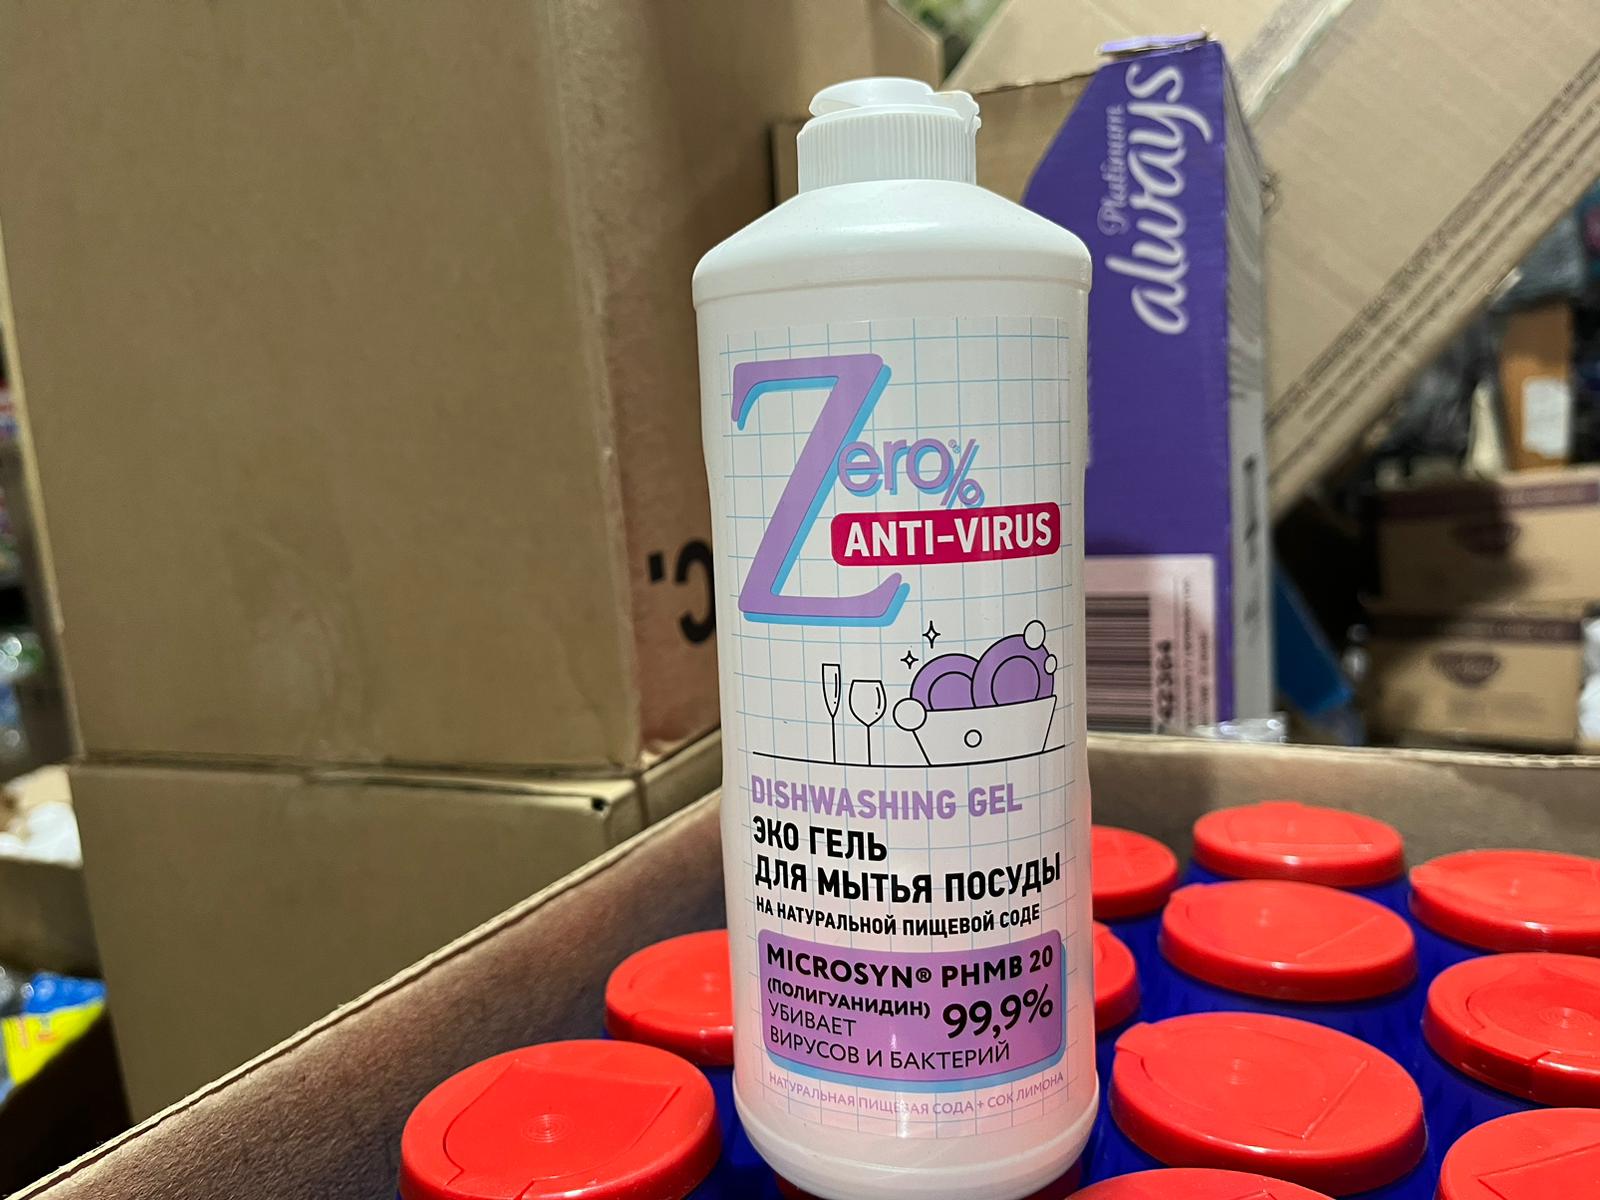 Platinum
always
Zero%
ANTI-VIRUS
DISHWASHING GEL
ЭКО ГЕЛЬ
ДЛЯ МЫТЬЯ ПОСУДЫ
НА НАТУРАЛЬНОЙ ПИЩЕВОЙ СОДЕ
MICROSYN® PHMB 20
(ПОЛИГУАНИДИН)
99,9%
УБИВАЕТ
ВИРУСОВ И БАКТЕРИЙ
НАТУРАЛЬНАЯ ПИЩЕВАЯ СОДА + СОК ЛИМОНА
42364